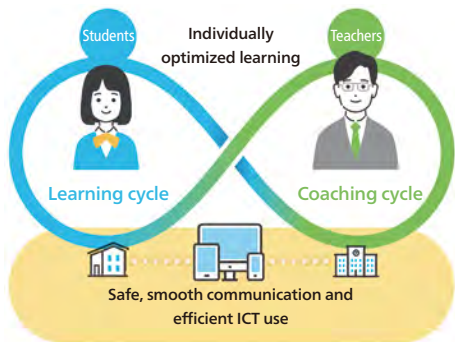 Students
Individually
optimized learning
Teachers
Learning cycle
Coaching cycle
Safe, smooth communication and
efficient ICT use